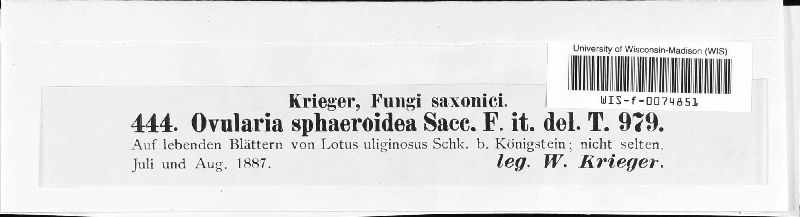 University of Wisconsin-Madison (WIS)
WIS-f-0074851
Krieger, Fungi saxonici.
444. Ovularia sphaeroidea Sacc. F. it. del. T. 979.
Auf lebenden Blättern von Lotus uliginosus Schk. b. Königstein; nicht selten.
Juli und Aug. 1887. leg. W. Krieger.